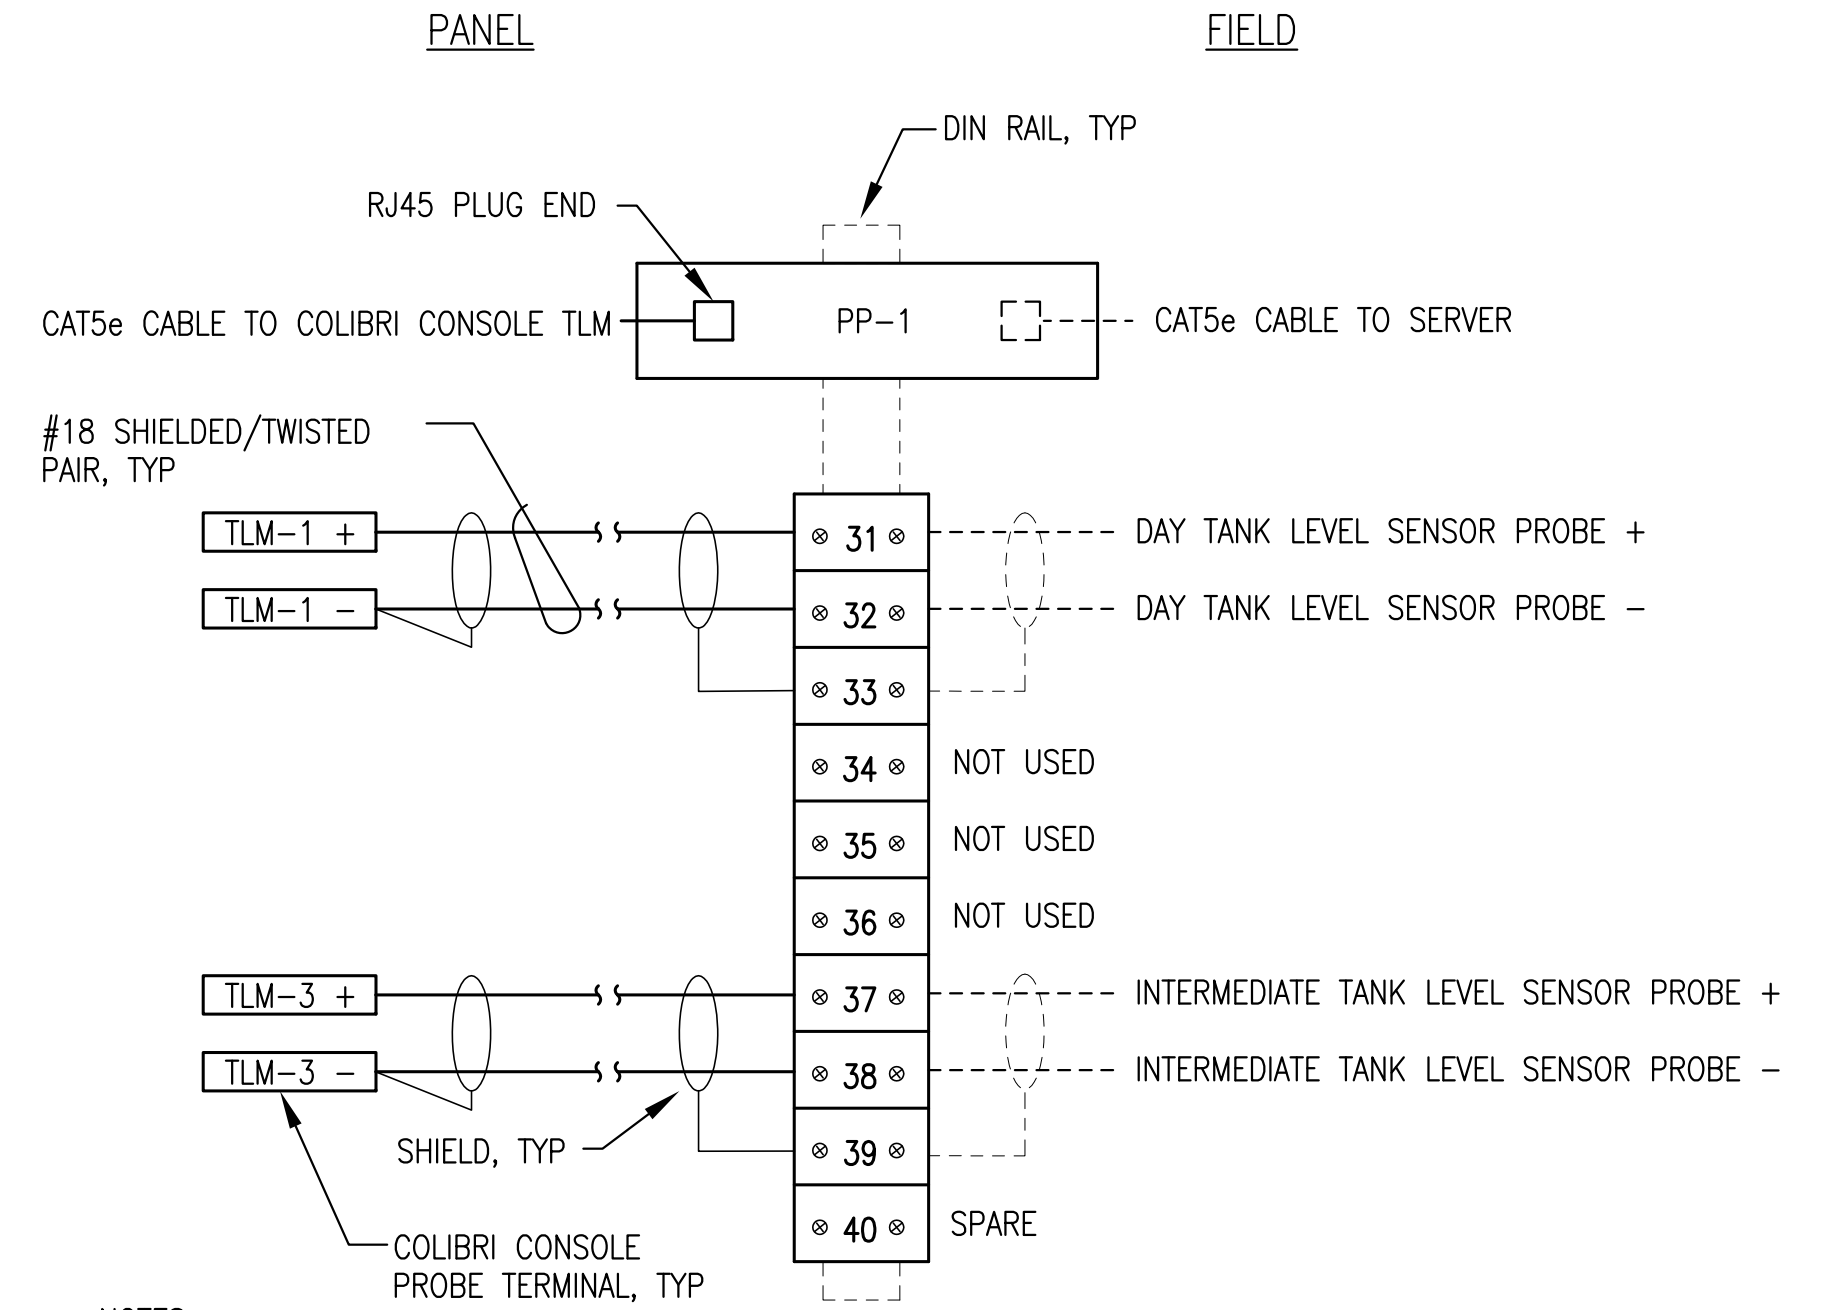 PANEL
FIELD
DIN RAIL, TYP
RJ45 PLUG END
CAT5e CABLE TO COLIBRI CONSOLE TLM
PP-1
CAT5e CABLE TO SERVER
#18 SHIELDED/TWISTED
PAIR, TYP
TLM-1 +
31
DAY TANK LEVEL SENSOR PROBE +
TLM-1 -
32
DAY TANK LEVEL SENSOR PROBE -
33
34
NOT USED
35
NOT USED
36
NOT USED
TLM-3 +
37
INTERMEDIATE TANK LEVEL SENSOR PROBE +
TLM-3 -
38
INTERMEDIATE TANK LEVEL SENSOR PROBE -
SHIELD, TYP
39
40
SPARE
COLIBRI CONSOLE
PROBE TERMINAL, TYP